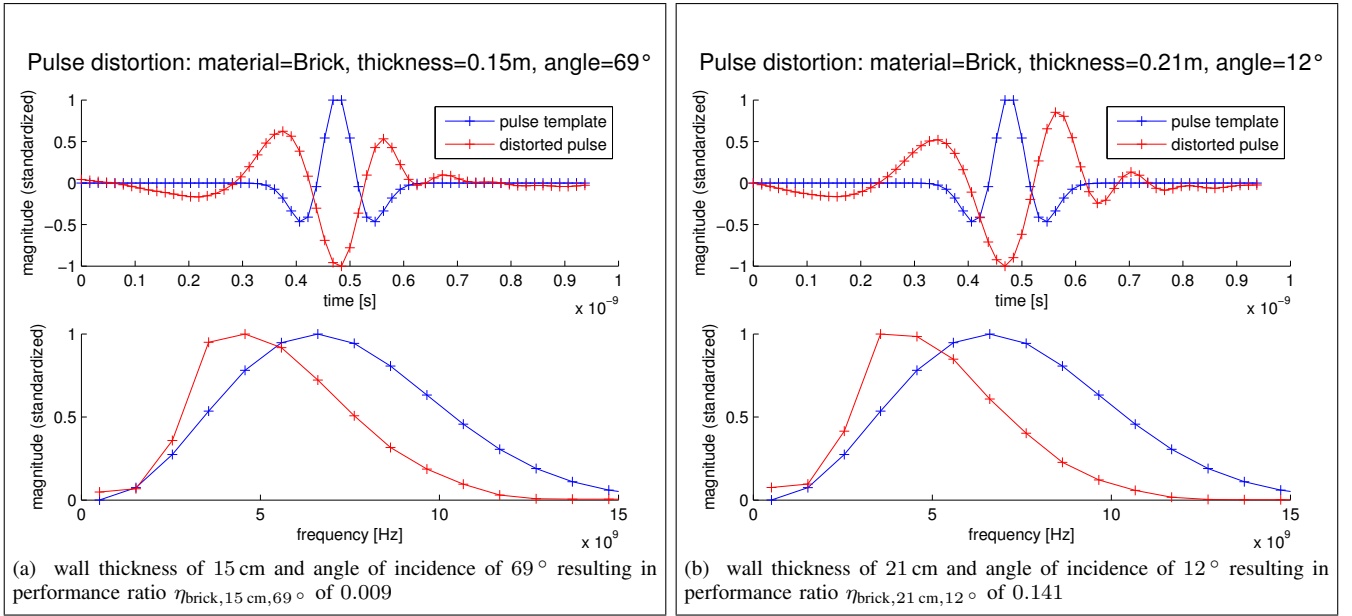 Pulse distortion: material=Brick, thickness=0.15m, angle=69°
magnitude (standardized)
1
0.5
0
−0.5
−1
pulse template
distorted pulse
0 0.1 0.2 0.3 0.4 0.5 0.6 0.7 0.8 0.9 1
time [s]
x 10⁻⁹
magnitude (standardized)
1
0.5
0
5 10 15
frequency [Hz]
x 10⁹
(a) wall thickness of 15 cm and angle of incidence of 69 ° resulting in
performance ratio η_brick,15 cm,69 ° of 0.009
Pulse distortion: material=Brick, thickness=0.21m, angle=12°
magnitude (standardized)
1
0.5
0
−0.5
−1
pulse template
distorted pulse
0 0.1 0.2 0.3 0.4 0.5 0.6 0.7 0.8 0.9 1
time [s]
x 10⁻⁹
magnitude (standardized)
1
0.5
0
5 10 15
frequency [Hz]
x 10⁹
(b) wall thickness of 21 cm and angle of incidence of 12 ° resulting in
performance ratio η_brick,21 cm,12 ° of 0.141